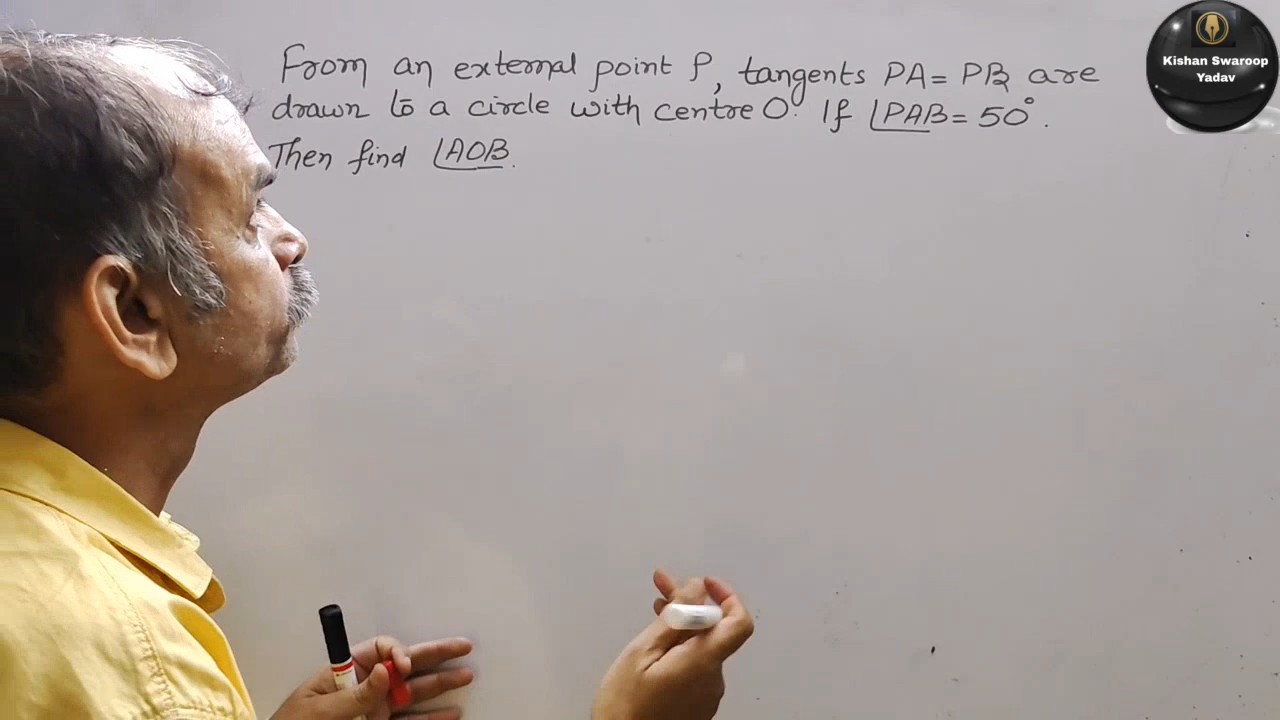 From an external point P, tangents PA = PB are
drawn to a circle with centre O. If ∠PAB = 50°.
Then find ∠AOB.
Kishan Swaroop
Yadav